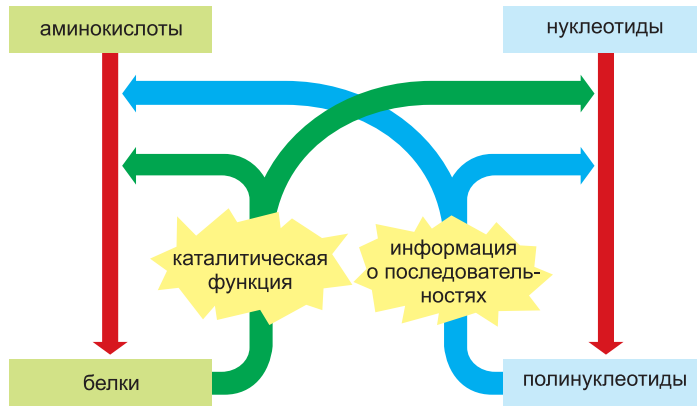 аминокислоты
нуклеотиды
каталитическая
функция
информация
о последователь-
ностях
белки
полинуклеотиды